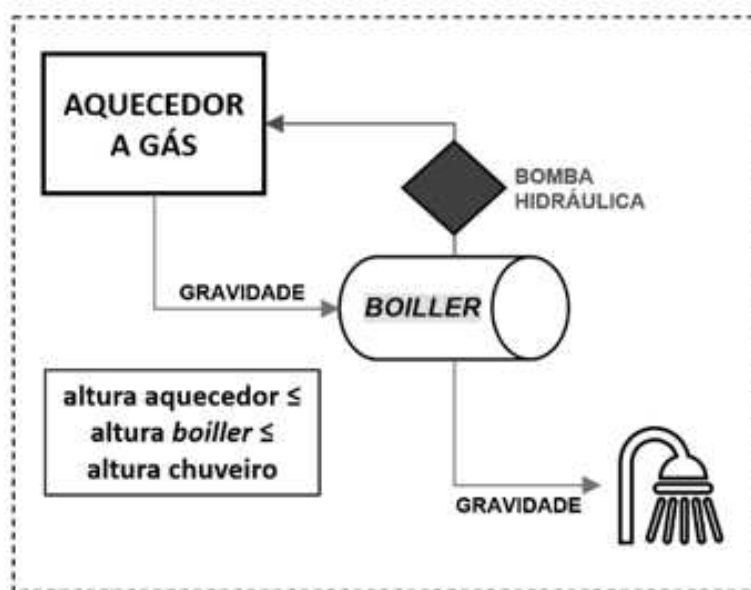 AQUECEDOR
A GÁS
BOMBA
HIDRÁULICA
GRAVIDADE
BOILLER
altura aquecedor ≤
altura boiller ≤
altura chuveiro
GRAVIDADE